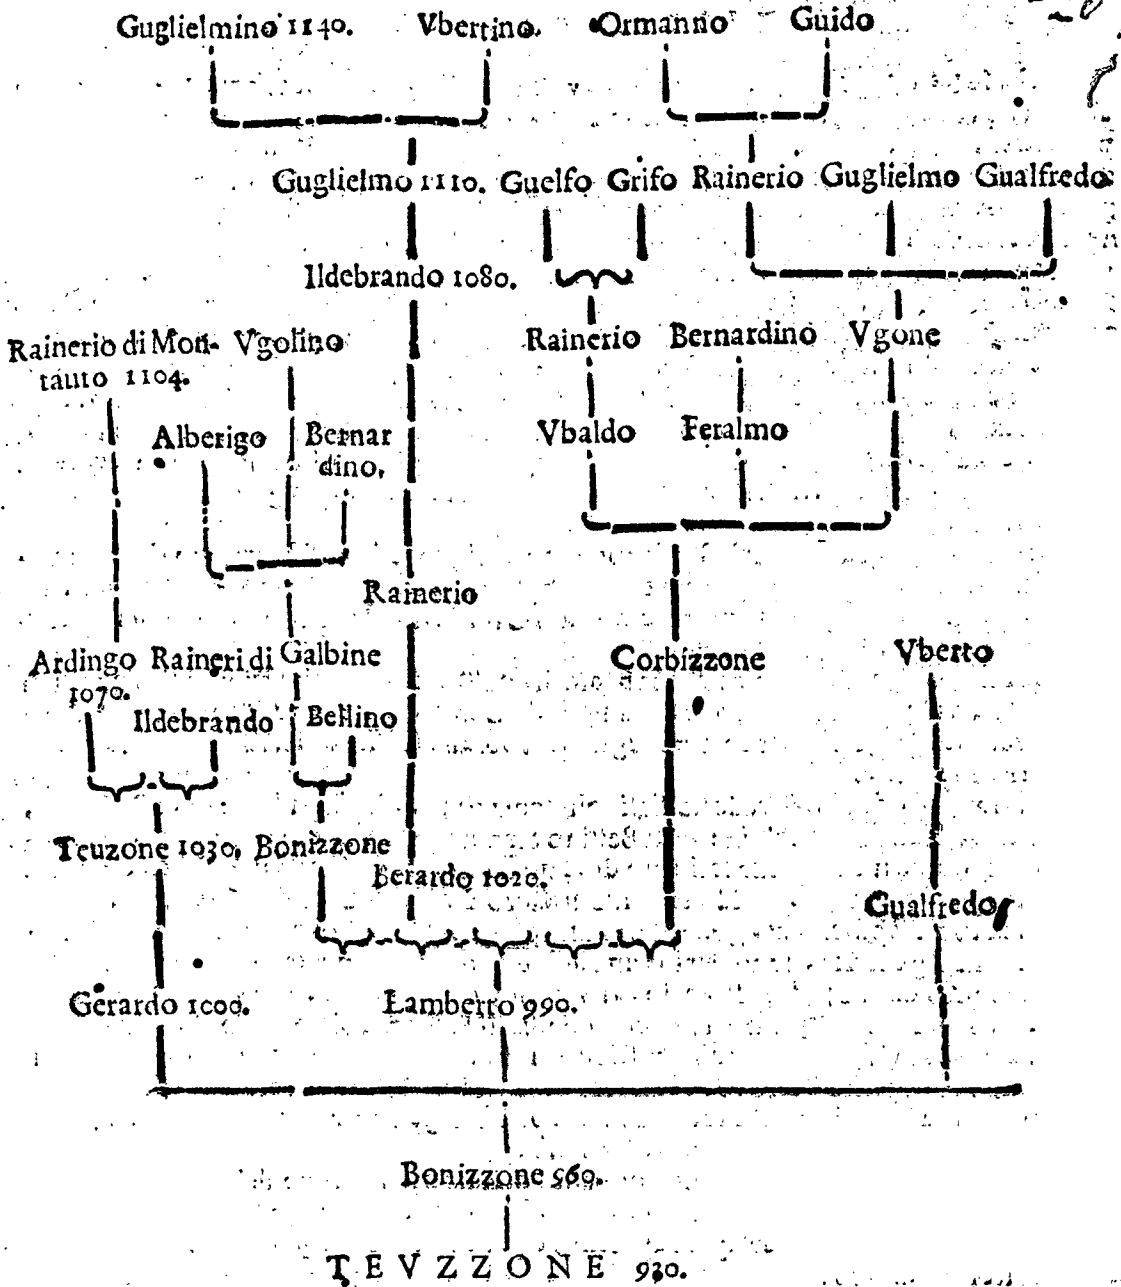 Guglielmino 1140. Vbertino. Ormanno Guido
Guglielmo 1110. Guelfo Grifo Rainerio Guglielmo Gualfredo
Ildebrando 1080.
Rainerio di Mon- Vgolino Rainerio Bernardino Vgone
tauto 1104.
Alberigo Bernar Vbaldo Feralmo
dino,
Rainerio
Ardingo Raineri di Galbine Corbizzone Vberto
1070.
Ildebrando Bellino
Teuzone 1030. Bonizzone
Berardo 1020.
Gualfredo
Gerardo 1000. Lamberto 990.
Bonizzone 960.
TEVZZONE 930.